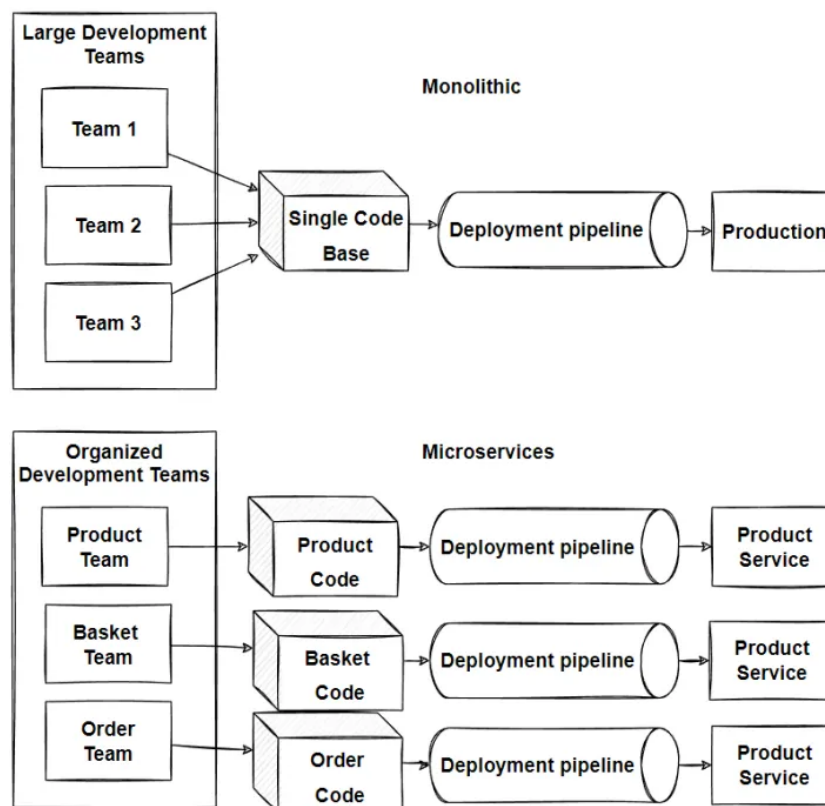 Large Development
Teams
Team 1
Team 2
Team 3
Monolithic
Single Code
Base
Deployment pipeline
Production
Organized
Development Teams
Microservices
Product
Team
Product
Code
Deployment pipeline
Product
Service
Basket
Team
Basket
Code
Deployment pipeline
Product
Service
Order
Team
Order
Code
Deployment pipeline
Product
Service